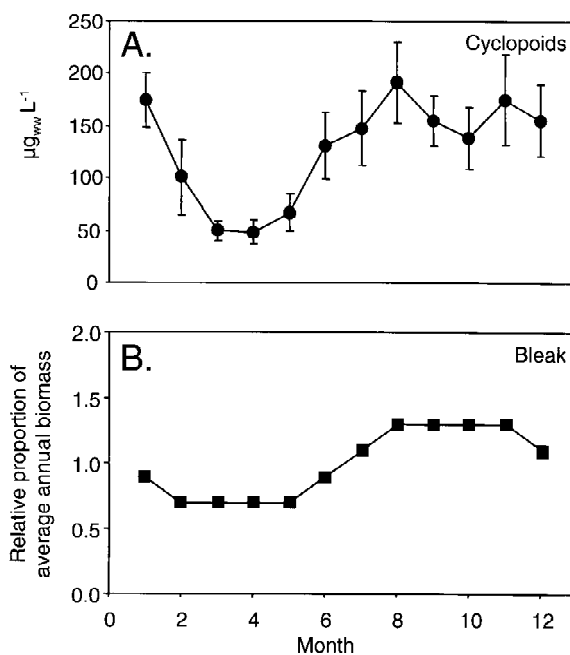 A.
Cyclopoids
250
200
150
100
50
0
µgww L-1
B.
Bleak
2.0
1.5
1.0
0.5
0.0
Relative proportion of
average annual biomass
0 2 4 6 8 10 12
Month